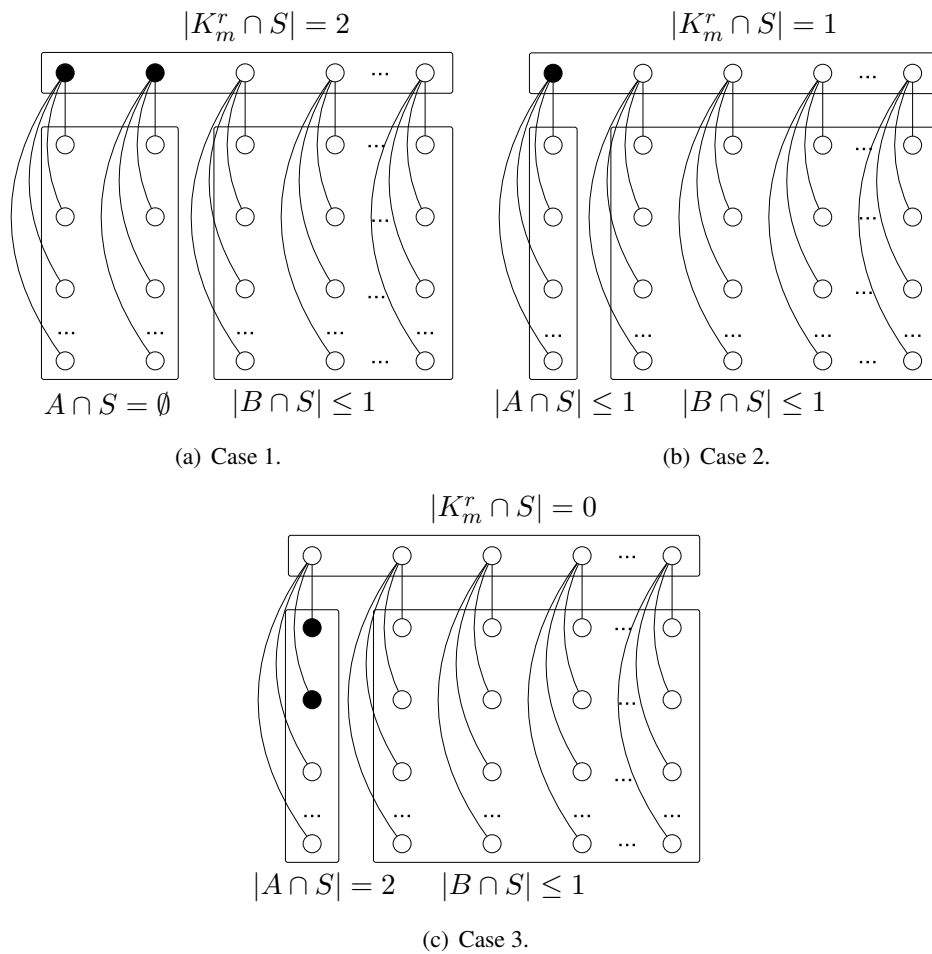 |K_m^r ∩ S| = 2
|K_m^r ∩ S| = 1
...
...
...
...
...
...
...
...
... ... ... ... ...
... ... ... ... ...
... ...
A ∩ S = ∅ |B ∩ S| ≤ 1
|A ∩ S| ≤ 1 |B ∩ S| ≤ 1
(a) Case 1.
(b) Case 2.
|K_m^r ∩ S| = 0
...
...
...
...
... ... ... ... ...
...
|A ∩ S| = 2 |B ∩ S| ≤ 1
(c) Case 3.